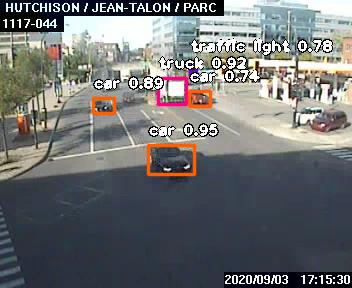 HUTCHISON / JEAN-TALON / PARC
1117-044
traffic light 0.78
truck 0.92
car 0.89
car 0.74
car 0.95
2020/09/03 17:15:30